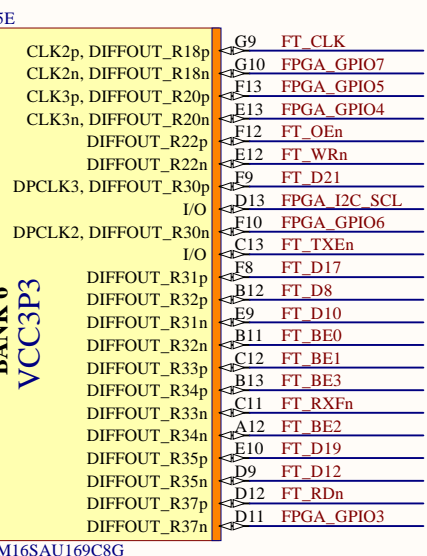 5E
CLK2p, DIFFOUT_R18p G9 FT_CLK
CLK2n, DIFFOUT_R18n G10 FPGA_GPIO7
CLK3p, DIFFOUT_R20p F13 FPGA_GPIO5
CLK3n, DIFFOUT_R20n E13 FPGA_GPIO4
DIFFOUT_R22p F12 FT_OEn
DIFFOUT_R22n E12 FT_WRn
DPCLK3, DIFFOUT_R30p F9 FT_D21
I/O D13 FPGA_I2C_SCL
DPCLK2, DIFFOUT_R30n F10 FPGA_GPIO6
I/O C13 FT_TXEn
DIFFOUT_R31p F8 FT_D17
DIFFOUT_R32p B12 FT_D8
DIFFOUT_R31n E9 FT_D10
DIFFOUT_R32n B11 FT_BE0
DIFFOUT_R33p C12 FT_BE1
DIFFOUT_R34p B13 FT_BE3
DIFFOUT_R33n C11 FT_RXFn
DIFFOUT_R34n A12 FT_BE2
DIFFOUT_R35p E10 FT_D19
DIFFOUT_R35n D9 FT_D12
DIFFOUT_R37p D12 FT_RDn
DIFFOUT_R37n D11 FPGA_GPIO3
VCC3P3
M16SAU169C8G